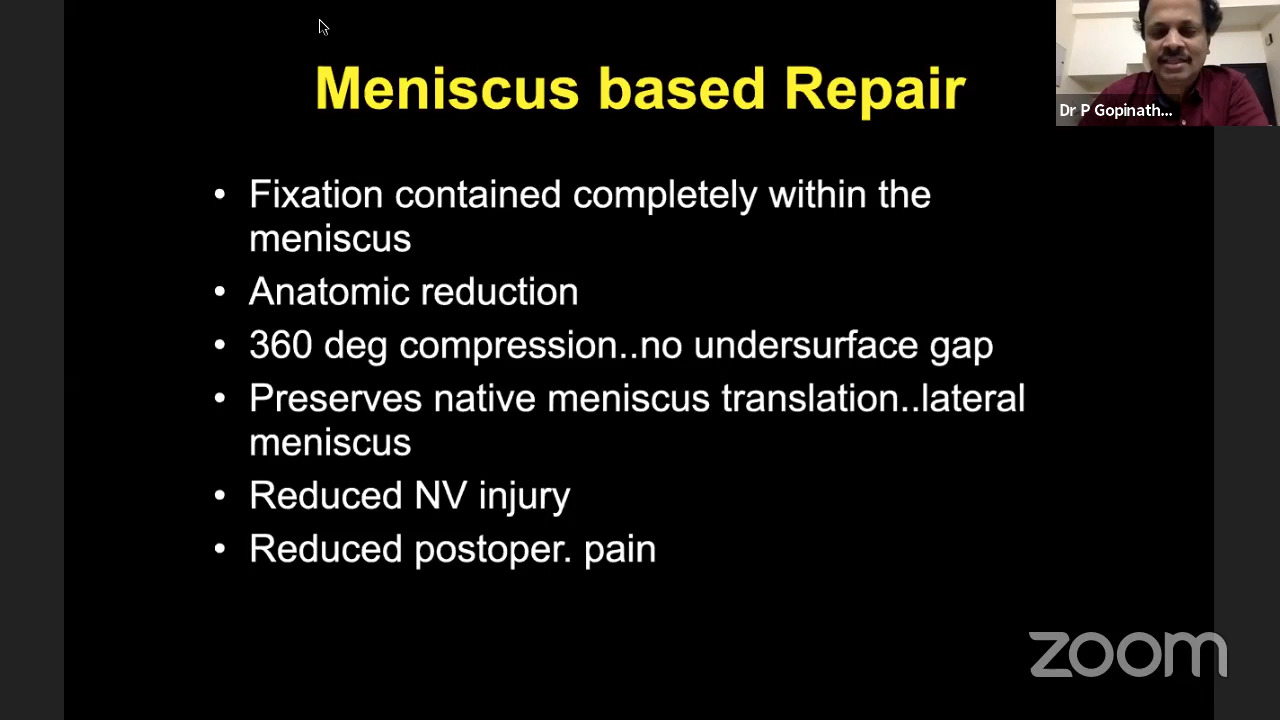 Meniscus based Repair
Dr P Gopinath...
• Fixation contained completely within the
meniscus
• Anatomic reduction
• 360 deg compression..no undersurface gap
• Preserves native meniscus translation..lateral
meniscus
• Reduced NV injury
• Reduced postoper. pain
zoom